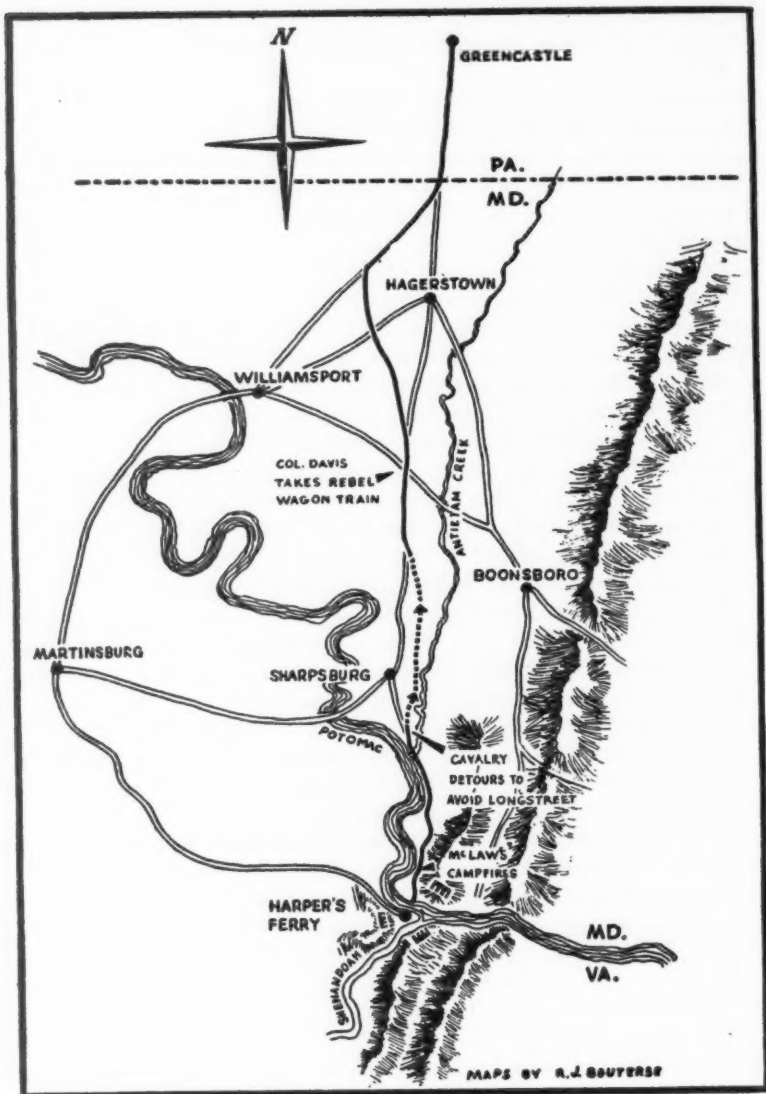 N
GREENCASTLE
PA.
MD.
HAGERSTOWN
WILLIAMSPORT
COL. DAVIS
TAKES REBEL
WAGON TRAIN
ANTIETAM CREEK
BOONSBORO
MARTINSBURG
SHARPSBURG
POTOMAC
CAVALRY
DETOURS TO
AVOID LONGSTREET
McLAW'S
CAMPFIRES
HARPER'S
FERRY
MD.
VA.
SHENANDOAH
MAPS BY R.J. BOUTERSE